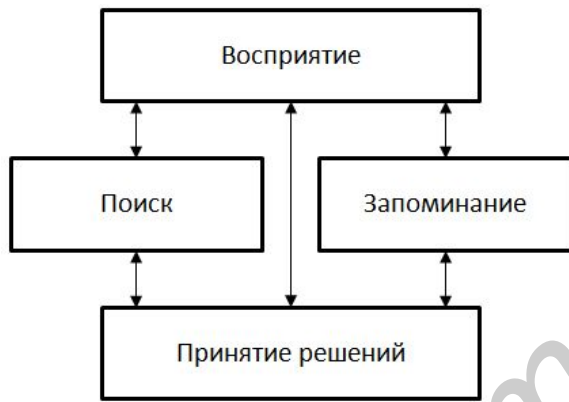 Восприятие
Поиск
Запоминание
Принятие решений